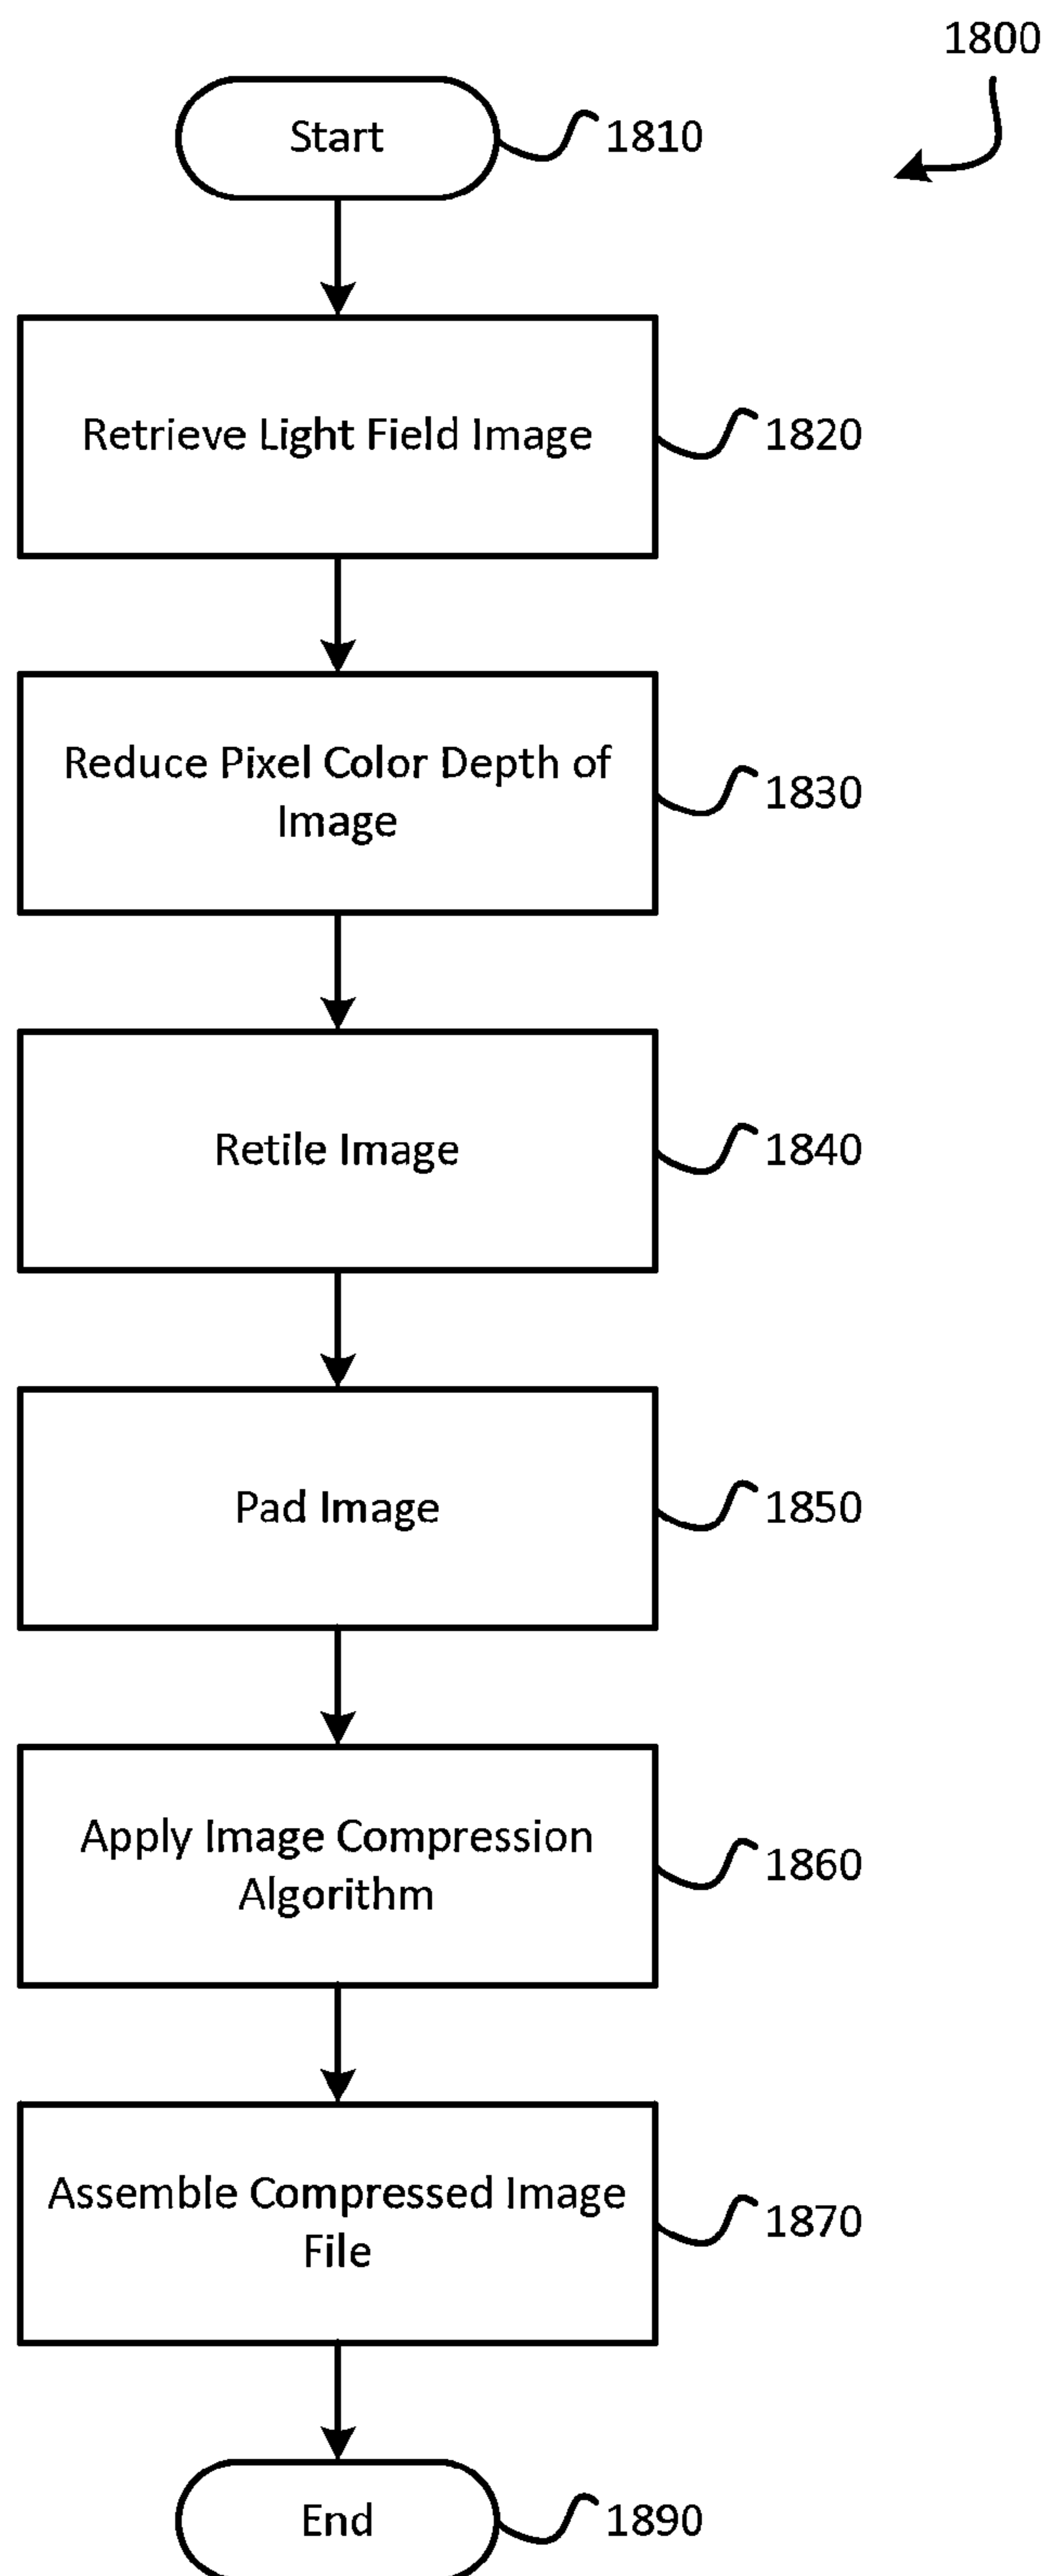 1800
Start
1810
Retrieve Light Field Image
1820
Reduce Pixel Color Depth of
Image
1830
Retile Image
1840
Pad Image
1850
Apply Image Compression
Algorithm
1860
Assemble Compressed Image
File
1870
End
1890